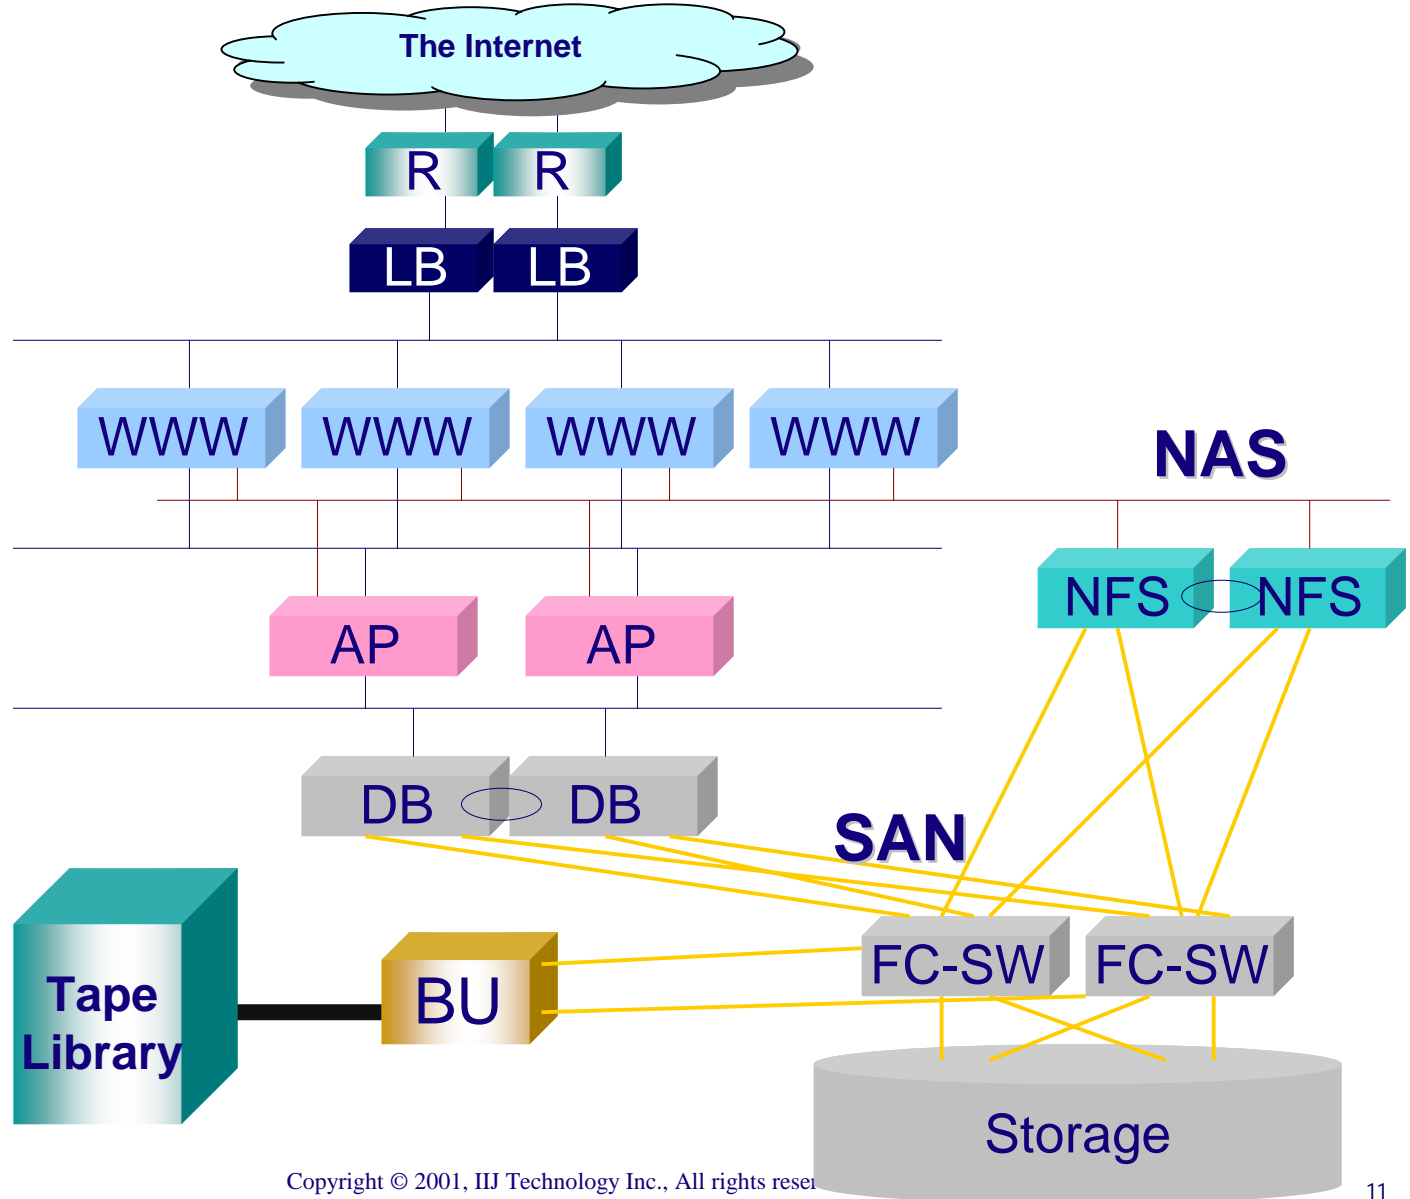 The Internet
R R
LB LB
WWW WWW WWW WWW
NAS
NFS NFS
AP AP
DB DB
SAN
FC-SW FC-SW
Tape
Library
BU
Storage
Copyright © 2001, IIJ Technology Inc., All rights reser
11